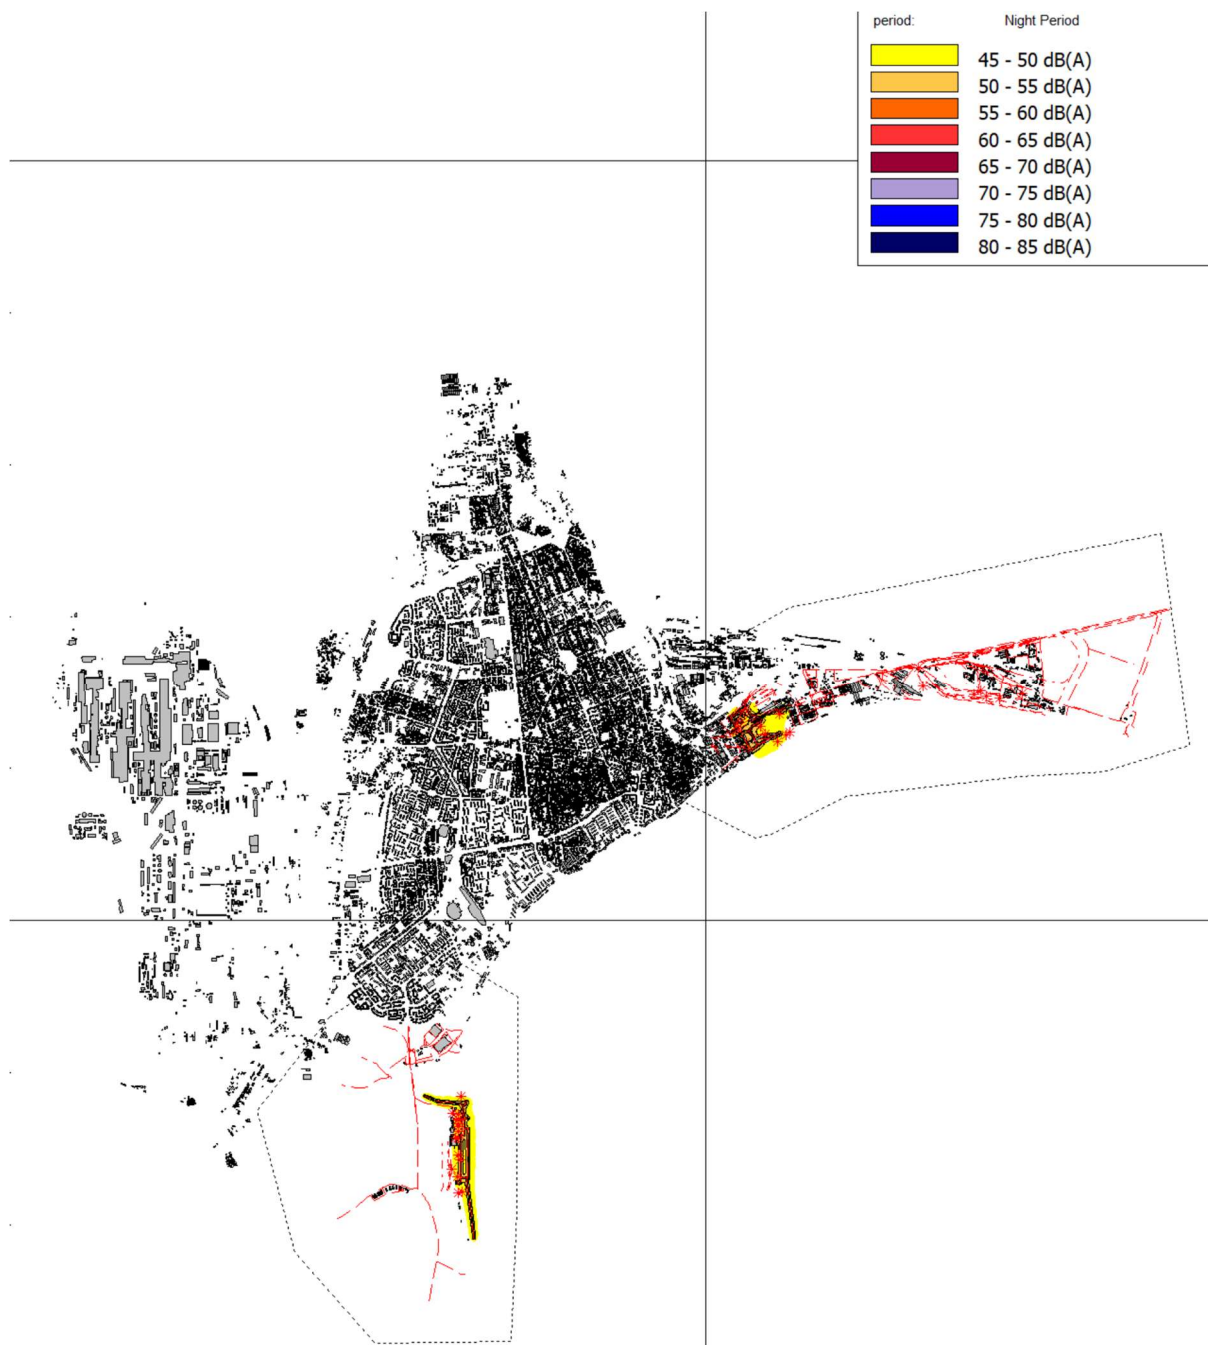 period: Night Period
45 - 50 dB(A)
50 - 55 dB(A)
55 - 60 dB(A)
60 - 65 dB(A)
65 - 70 dB(A)
70 - 75 dB(A)
75 - 80 dB(A)
80 - 85 dB(A)